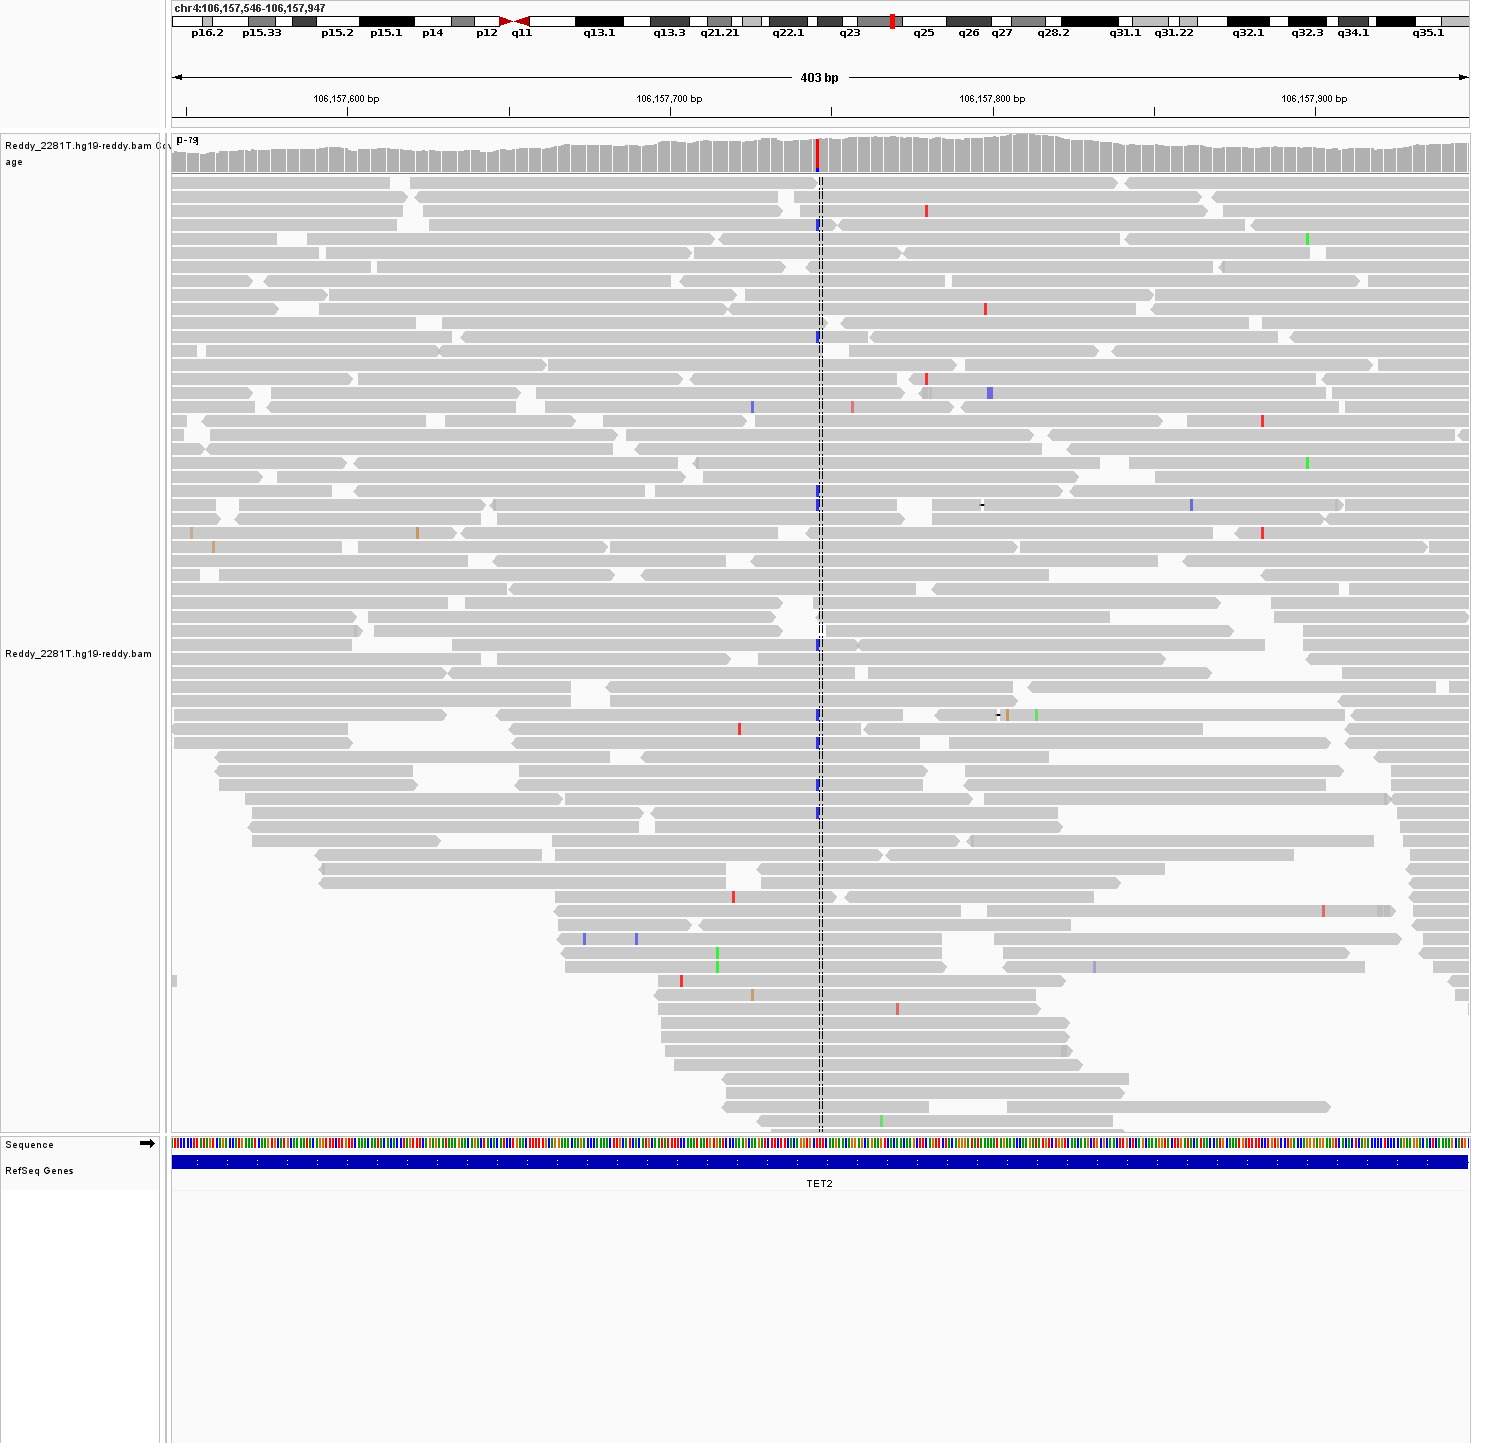 chr4:106,157,546-106,157,947
p16.2 p15.33 p15.2 p15.1 p14 p12 q11 q13.1 q13.3 q21.21 q22.1 q23 q25 q26 q27 q28.2 q31.1 q31.22 q32.1 q32.3 q34.1 q35.1
403 bp
106,157,600 bp 106,157,700 bp 106,157,800 bp 106,157,900 bp
Reddy_2281T.hg19-reddy.bam Cov
age
[0-79]
Reddy_2281T.hg19-reddy.bam
Sequence
RefSeq Genes
TET2